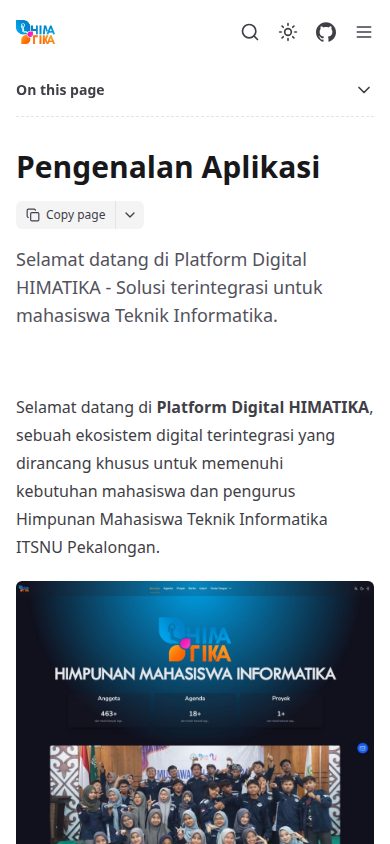 HIMA
TIKA
On this page
Pengenalan Aplikasi
Copy page
Selamat datang di Platform Digital
HIMATIKA - Solusi terintegrasi untuk
mahasiswa Teknik Informatika.
Selamat datang di Platform Digital HIMATIKA,
sebuah ekosistem digital terintegrasi yang
dirancang khusus untuk memenuhi
kebutuhan mahasiswa dan pengurus
Himpunan Mahasiswa Teknik Informatika
ITSNU Pekalongan.
HIMA
TIKA
HIMPUNAN MAHASISWA INFORMATIKA
Anggota
Agenda
Proyek
463+
18+
1+